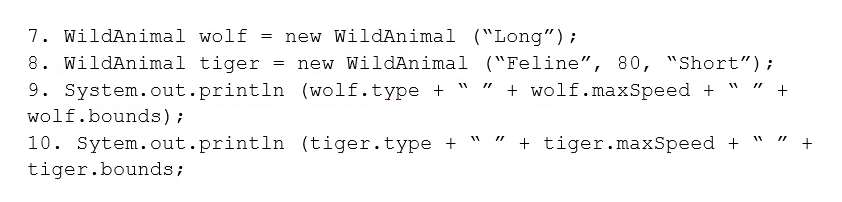 7. WildAnimal wolf = new WildAnimal (“Long”);
8. WildAnimal tiger = new WildAnimal (“Feline”, 80, “Short”);
9. System.out.println (wolf.type + “ ” + wolf.maxSpeed + “ ” +
wolf.bounds);
10. Sytem.out.println (tiger.type + “ ” + tiger.maxSpeed + “ ” +
tiger.bounds;